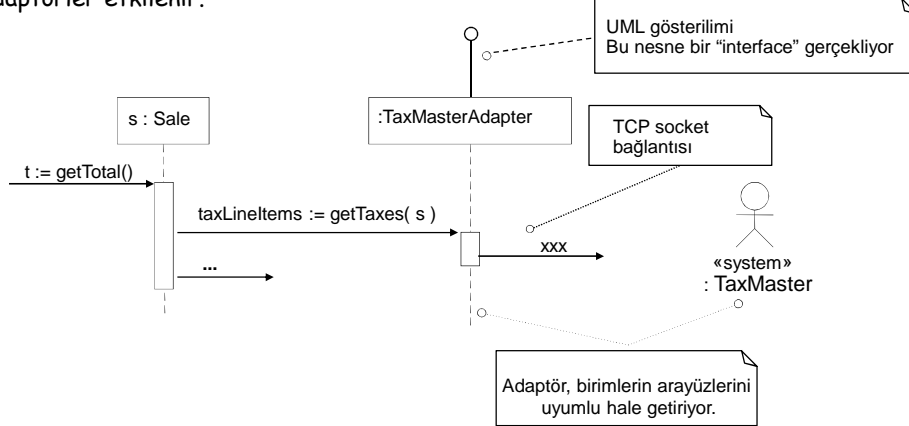 adaptörler etkilenir.
UML gösterilimi
Bu nesne bir “interface” gerçekliyor
s : Sale
:TaxMasterAdapter
TCP socket
bağlantısı
t := getTotal()
taxLineItems := getTaxes( s )
xxx
...
«system»
: TaxMaster
Adaptör, birimlerin arayüzlerini
uyumlu hale getiriyor.